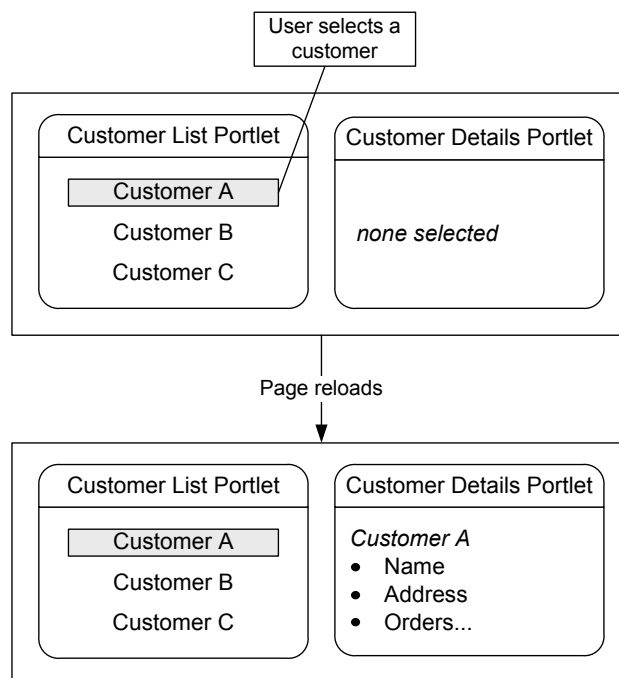 User selects a
customer
Customer List Portlet
Customer A
Customer B
Customer C
Customer Details Portlet
none selected
Page reloads
Customer List Portlet
Customer A
Customer B
Customer C
Customer Details Portlet
Customer A
• Name
• Address
• Orders...